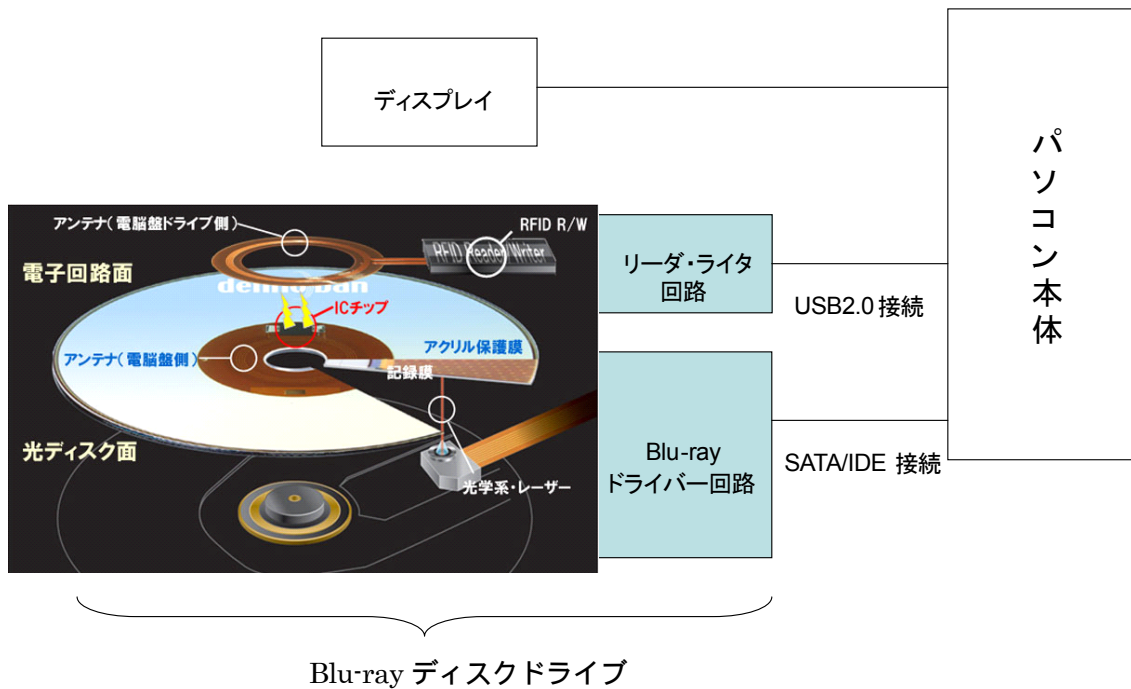 ディスプレイ
パソコン本体
アンテナ(電脳盤ドライブ側)
RFID R/W
RFID Reader/Writer
電子回路面
denno ban
ICチップ
アンテナ(電脳盤側)
アクリル保護膜
記録膜
光ディスク面
光学系・レーザー
リーダ・ライタ
回路
USB2.0 接続
Blu-ray
ドライバー回路
SATA/IDE 接続
Blu-ray ディスクドライブ